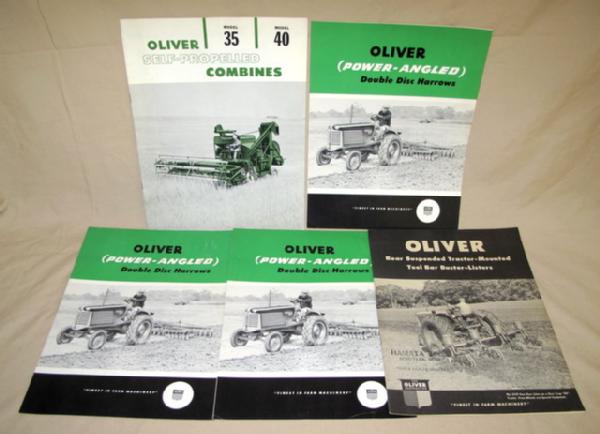 MODEL MODEL
OLIVER 35 40
SELF-PROPELLED
COMBINES
OLIVER
(POWER-ANGLED)
Double Disc Harrows
"FINEST IN FARM MACHINERY"
OLIVER
(POWER-ANGLED)
Double Disc Harrows
"FINEST IN FARM MACHINERY"
OLIVER
(POWER-ANGLED)
Double Disc Harrows
"FINEST IN FARM MACHINERY"
OLIVER
Rear Suspended Tractor-Mounted
Tool Bar Buster-Listers
OLIVER
"FINEST IN FARM MACHINERY"